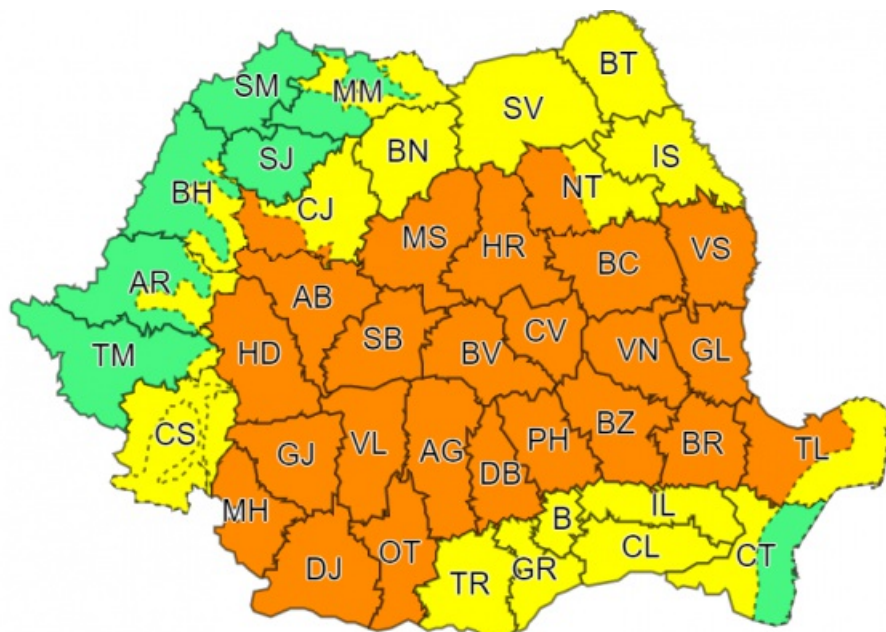 BT
SM
MM
SV
SJ
BN
IS
BH
NT
CJ
MS
HR
VS
BC
AR
AB
SB
CV
TM
HD
BV
VN
GL
CS
GJ
VL
AG
PH
BZ
BR
TL
DB
MH
B
IL
OT
CL
CT
DJ
TR
GR